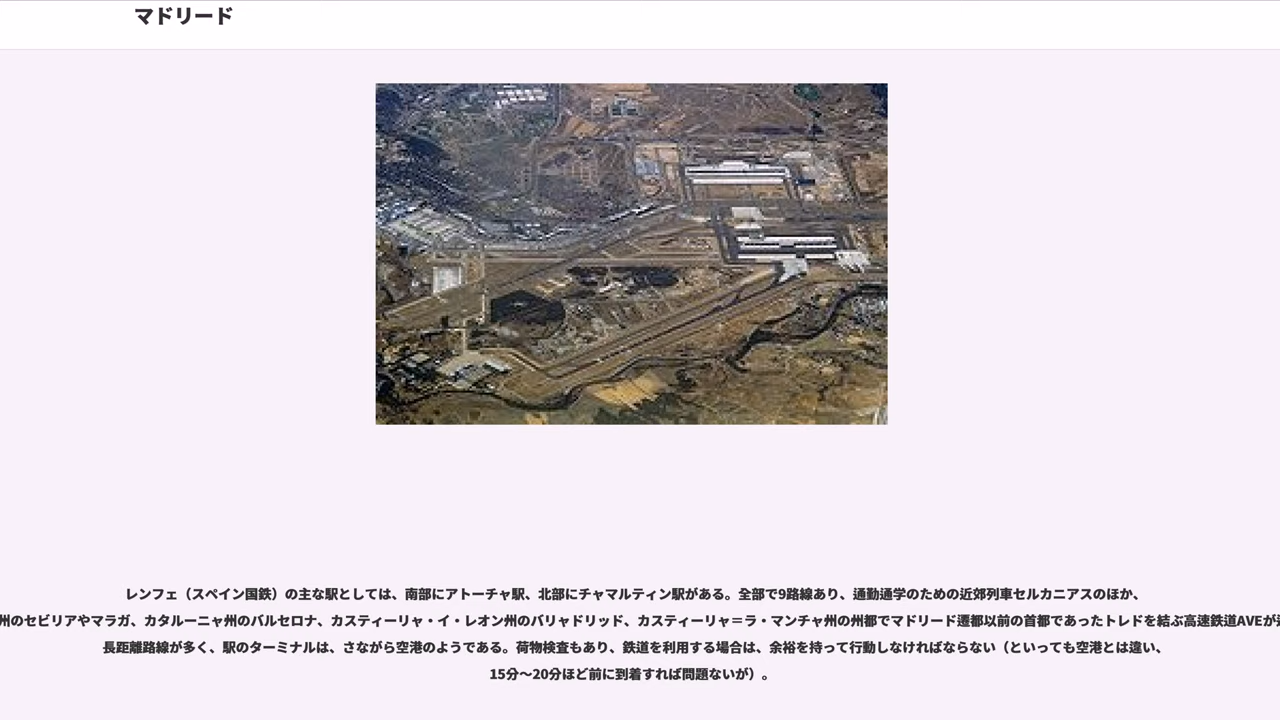 マドリード
レンフェ（スペイン国鉄）の主な駅としては、南部にアトーチャ駅、北部にチャマルティン駅がある。全部で9路線あり、通勤通学のための近郊列車セルカニアスのほか、
州のセビリアやマラガ、カタルーニャ州のバルセロナ、カスティーリャ・イ・レオン州のバリャドリッド、カスティーリャ＝ラ・マンチャ州の州都でマドリード遷都以前の首都であったトレドを結ぶ高速鉄道AVEが
長距離路線が多く、駅のターミナルは、さながら空港のようである。荷物検査もあり、鉄道を利用する場合は、余裕を持って行動しなければならない（といっても空港とは違い、
15分〜20分ほど前に到着すれば問題ないが）。